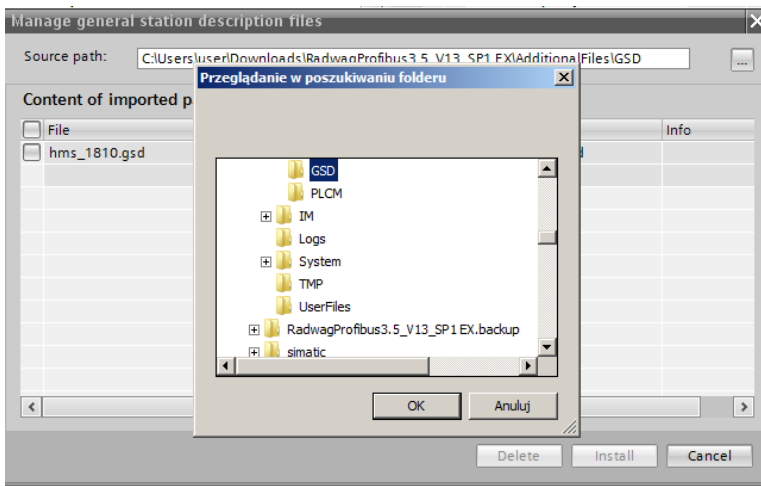 Manage general station description files
Source path: C:\Users\user\Downloads\RadwagProfibus3.5_V13_SP1 EX\AdditionalFiles\GSD ...
Przeglądanie w poszukiwaniu folderu
Content of imported p
File Info
hms_1810.gsd
GSD
PLCM
IM
Logs
System
TMP
UserFiles
RadwagProfibus3.5_V13_SP1 EX.backup
simatic
OK Anuluj
Delete Install Cancel